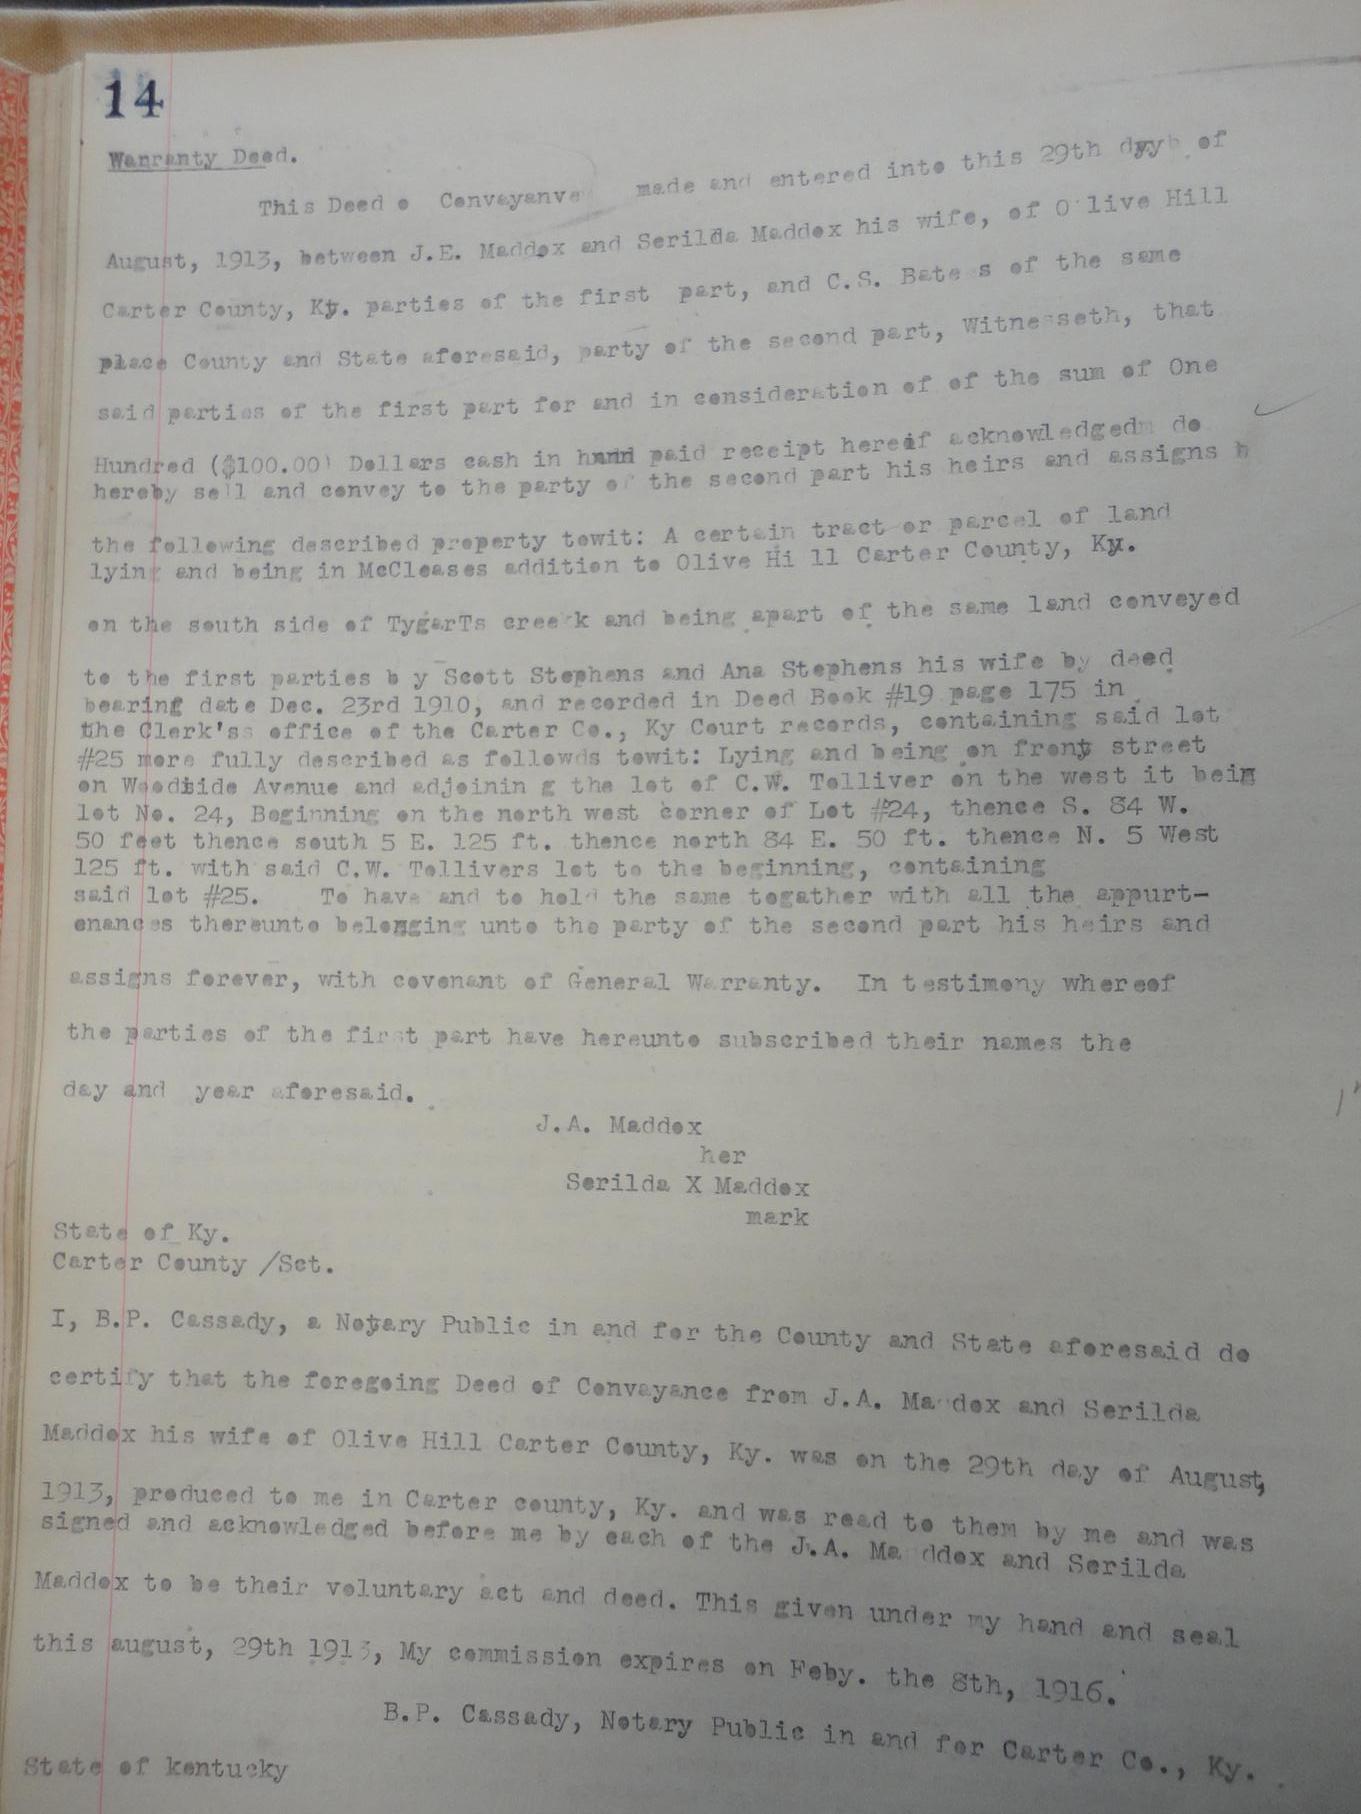 14
Warranty Deed.
This Deed o Convayanve made and entered into this 29th dyyb of
August, 1913, between J.E. Maddox and Serilda Maddox his wife, of O live Hill
Carter County, Ky. parties of the first part, and C.S. Bate s of the same
place County and State aforesaid, party of the second part, Witnesseth, that
said parties of the first part for and in consideration of of the sum of One
Hundred ($100.00) Dollars cash in hand paid receipt hereif acknowledged do
hereby sell and convey to the party of the second part his heirs and assigns h
the following described property towit: A certain tract or parcel of land
lying and being in McCleases addition to Olive Hi ll Carter County, Ky.
on the south side of TygarTs cree k and being apart of the same land conveyed
to the first parties b y Scott Stephens and Ana Stephens his wife by deed
bearing date Dec. 23rd 1910, and recorded in Deed Book #19 page 175 in
the Clerk'ss office of the Carter Co., Ky Court records, containing said lot
#25 more fully described as followds towit: Lying and being on front street
on Woodside Avenue and adjoinin g the lot of C.W. Tolliver on the west it bein
lot No. 24, Beginning on the north west corner of Lot #24, thence S. 84 W.
50 feet thence south 5 E. 125 ft. thence north 84 E. 50 ft. thence N. 5 West
125 ft. with said C.W. Tollivers lot to the beginning, containing
said lot #25. To have and to hold the same togather with all the appurt-
enances thereunto belonging unto the party of the second part his heirs and
assigns forever, with covenant of General Warranty. In testimony whereof
the parties of the first part have hereunto subscribed their names the
day and year aforesaid.
J.A. Maddox
her
Serilda X Maddox
mark
State of Ky.
Carter County /Sct.
I, B.P. Cassady, a Notary Public in and for the County and State aforesaid do
certify that the foregoing Deed of Convayance from J.A. Ma dox and Serilda
Maddox his wife of Olive Hill Carter County, Ky. was on the 29th day of August,
1913, produced to me in Carter county, Ky. and was read to them by me and was
signed and acknowledged before me by each of the J.A. Ma ddox and Serilda
Maddox to be their voluntary act and deed. This given under my hand and seal
this august, 29th 1913, My commission expires on Feby. the 8th, 1916.
B.P. Cassady, Notary Public in and for Carter Co., Ky.
State of kentucky